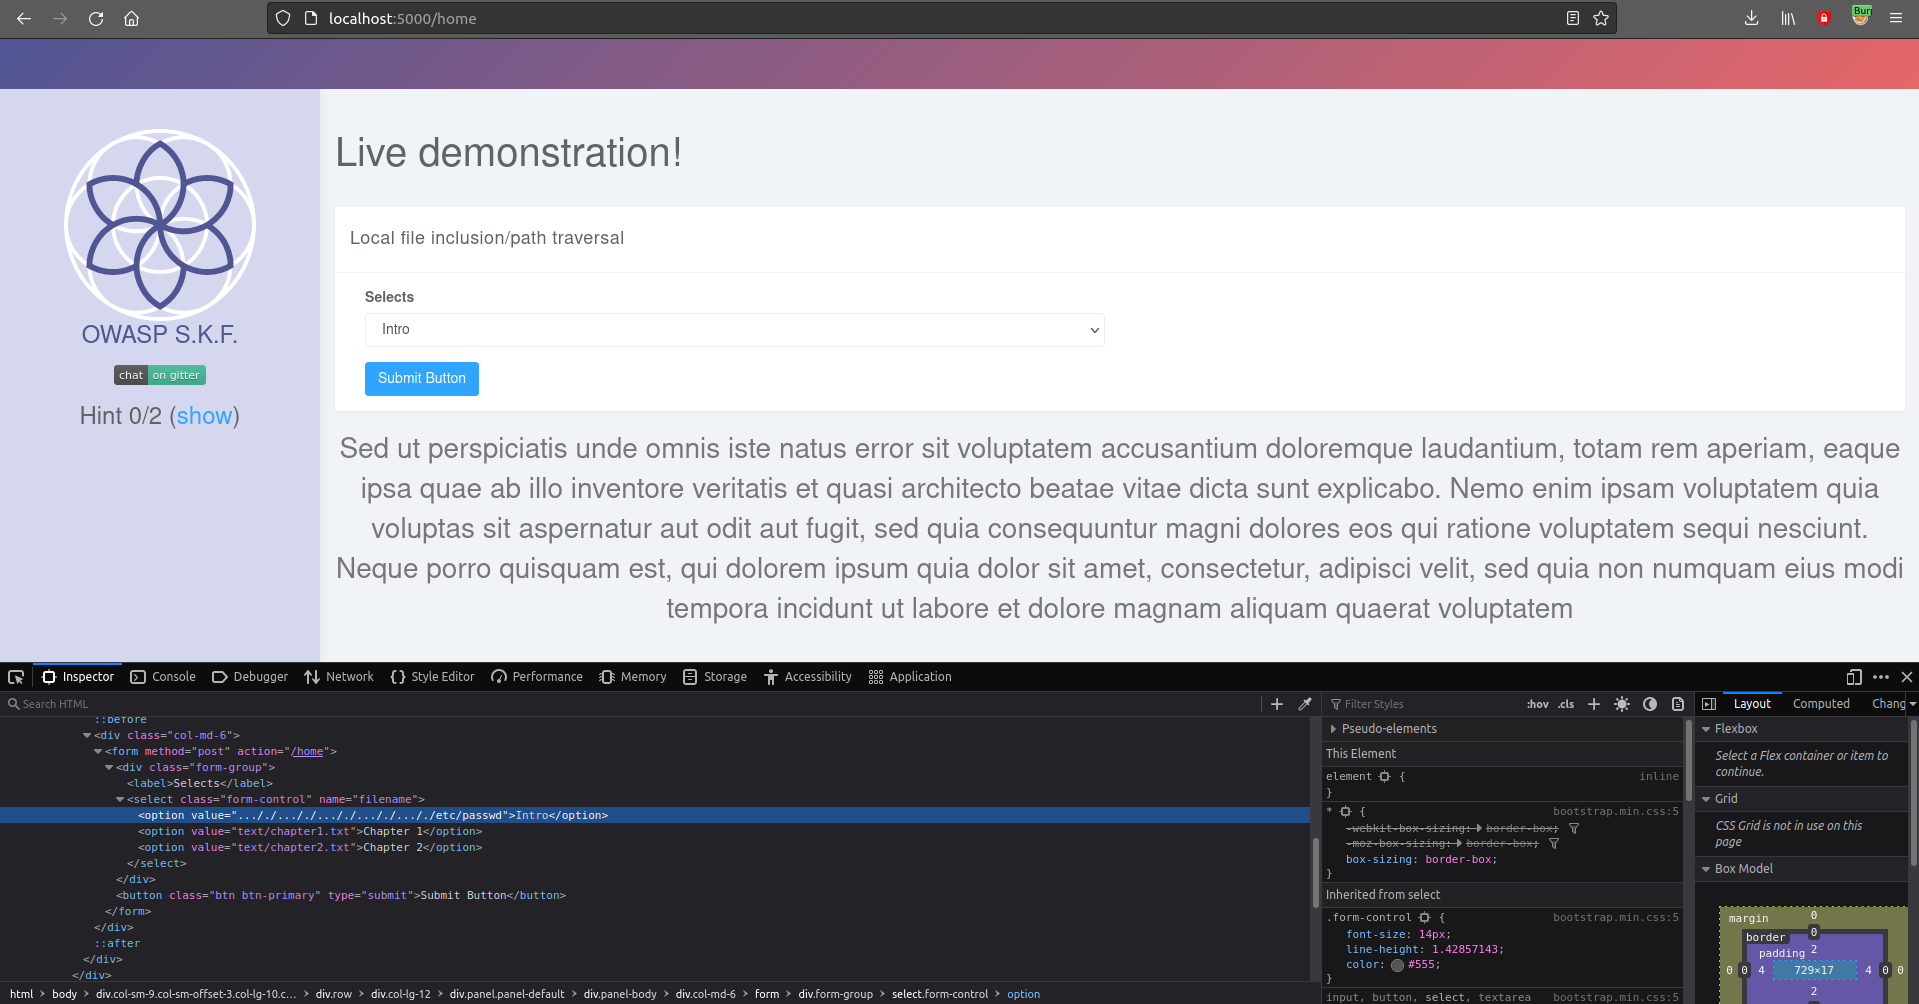 localhost:5000/home
Bur
Live demonstration!
OWASP S.K.F.
chat on gitter
Hint 0/2 (show)
Local file inclusion/path traversal
Selects
Intro
Submit Button
Sed ut perspiciatis unde omnis iste natus error sit voluptatem accusantium doloremque laudantium, totam rem aperiam, eaque
ipsa quae ab illo inventore veritatis et quasi architecto beatae vitae dicta sunt explicabo. Nemo enim ipsam voluptatem quia
voluptas sit aspernatur aut odit aut fugit, sed quia consequuntur magni dolores eos qui ratione voluptatem sequi nesciunt.
Neque porro quisquam est, qui dolorem ipsum quia dolor sit amet, consectetur, adipisci velit, sed quia non numquam eius modi
tempora incidunt ut labore et dolore magnam aliquam quaerat voluptatem
Inspector Console Debugger Network Style Editor Performance Memory Storage Accessibility Application
Search HTML
::before
<div class="col-md-6">
<form method="post" action="/home">
<div class="form-group">
<label>Selects</label>
<select class="form-control" name="filename">
<option value="..././..././..././..././..././etc/passwd">Intro</option>
<option value="text/chapter1.txt">Chapter 1</option>
<option value="text/chapter2.txt">Chapter 2</option>
</select>
</div>
<button class="btn btn-primary" type="submit">Submit Button</button>
</form>
</div>
::after
</div>
</div>
html body div.col-sm-9.col-sm-offset-3.col-lg-10.c... div.row div.col-lg-12 div.panel.panel-default div.panel-body div.col-md-6 form div.form-group select.form-control option
Filter Styles :hov .cls
Pseudo-elements
This Element
element { inline
}
* { bootstrap.min.css:5
-webkit-box-sizing: border-box;
-moz-box-sizing: border-box;
box-sizing: border-box;
}
Inherited from select
.form-control { bootstrap.min.css:5
font-size: 14px;
line-height: 1.42857143;
color: #555;
}
input, button, select, textarea bootstrap.min.css:5
Layout Computed Chang
Flexbox
Select a Flex container or item to
continue.
Grid
CSS Grid is not in use on this
page
Box Model
margin 0
border 0
padding 2
0 0 4 729×17 4 0 0
2